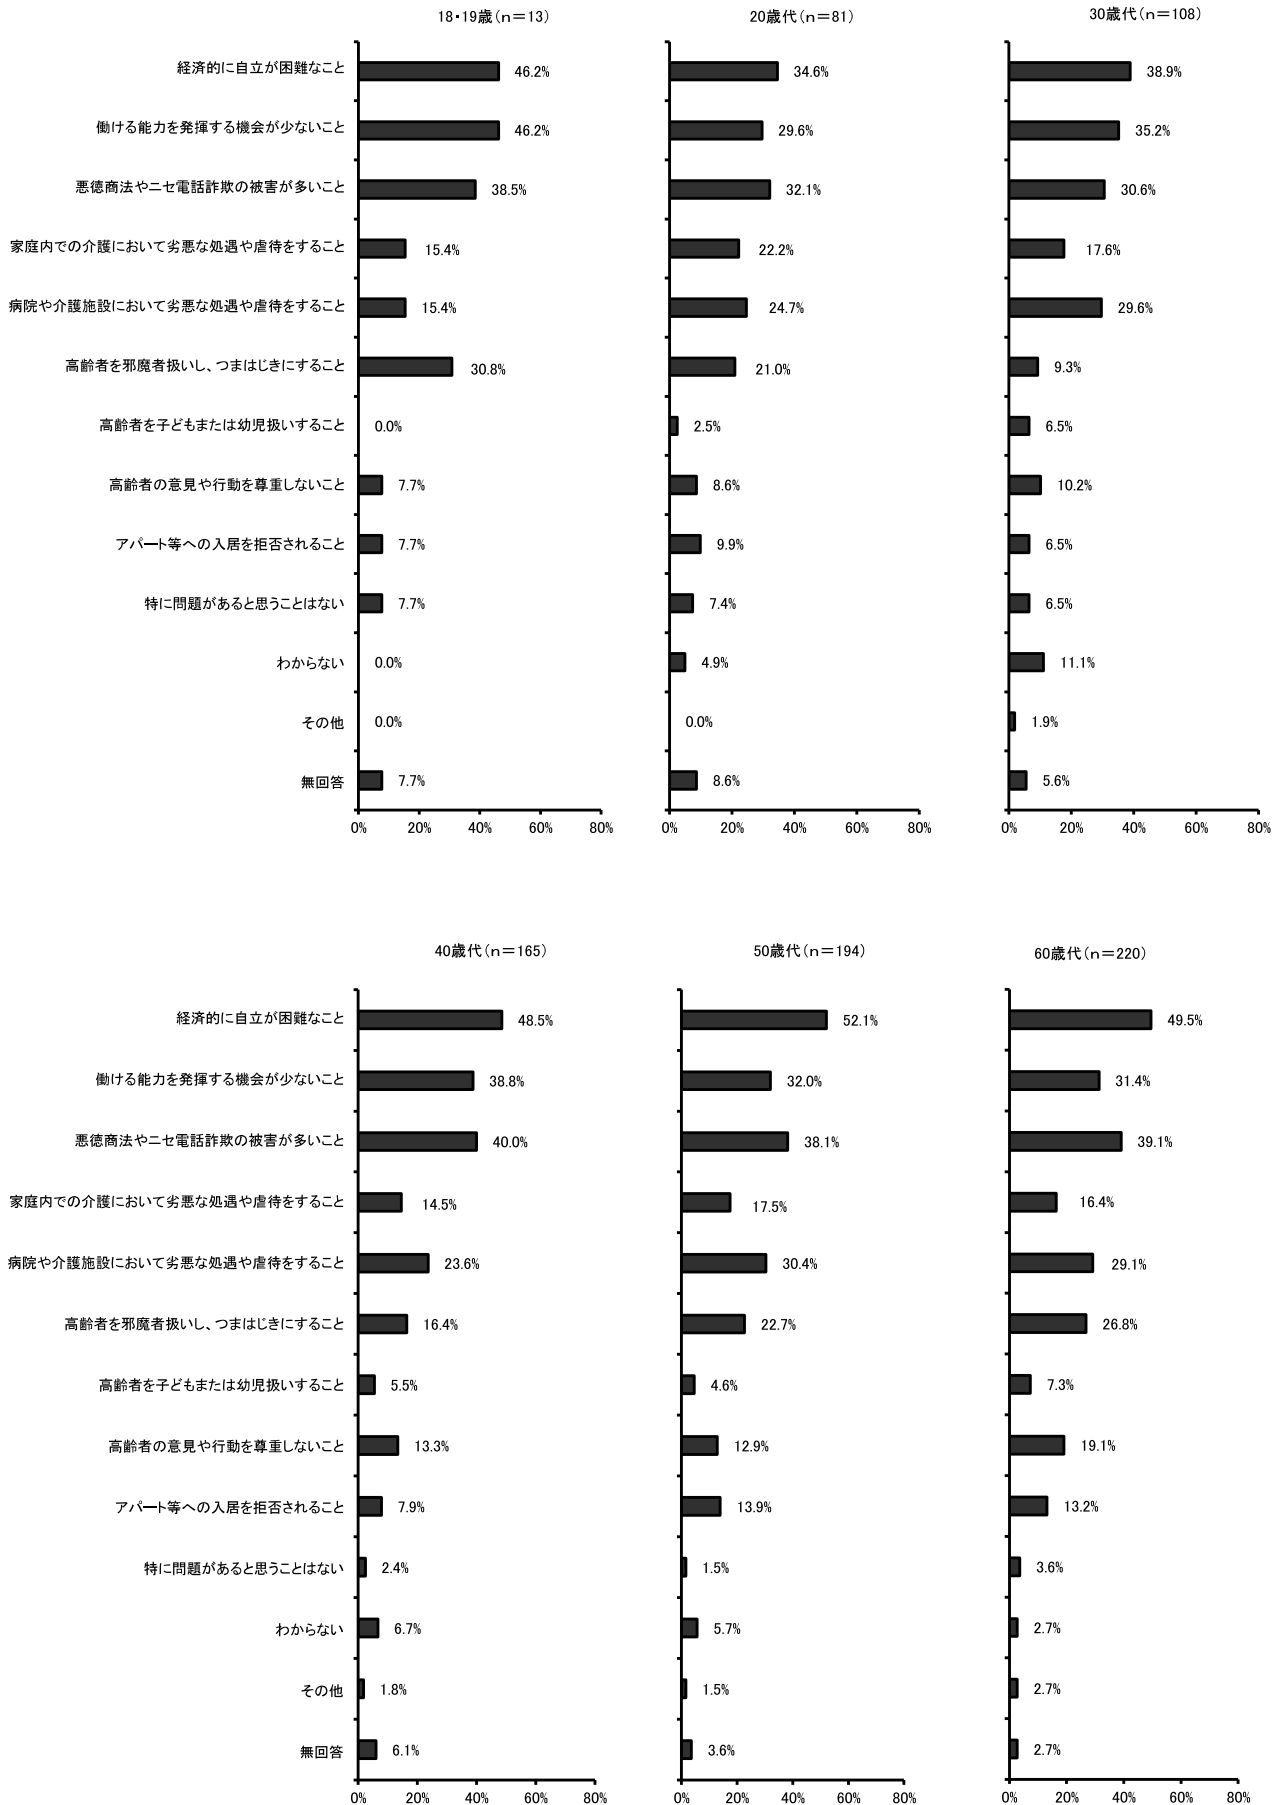 18・19歳(n=13)
20歳代(n=81)
30歳代(n=108)
経済的に自立が困難なこと 46.2% 34.6% 38.9%
働ける能力を発揮する機会が少ないこと 46.2% 29.6% 35.2%
悪徳商法やニセ電話詐欺の被害が多いこと 38.5% 32.1% 30.6%
家庭内での介護において劣悪な処遇や虐待をすること 15.4% 22.2% 17.6%
病院や介護施設において劣悪な処遇や虐待をすること 15.4% 24.7% 29.6%
高齢者を邪魔者扱いし、つまはじきにすること 30.8% 21.0% 9.3%
高齢者を子どもまたは幼児扱いすること 0.0% 2.5% 6.5%
高齢者の意見や行動を尊重しないこと 7.7% 8.6% 10.2%
アパート等への入居を拒否されること 7.7% 9.9% 6.5%
特に問題があると思うことはない 7.7% 7.4% 6.5%
わからない 0.0% 4.9% 11.1%
その他 0.0% 0.0% 1.9%
無回答 7.7% 8.6% 5.6%
0% 20% 40% 60% 80% 0% 20% 40% 60% 80% 0% 20% 40% 60% 80%
40歳代(n=165)
50歳代(n=194)
60歳代(n=220)
経済的に自立が困難なこと 48.5% 52.1% 49.5%
働ける能力を発揮する機会が少ないこと 38.8% 32.0% 31.4%
悪徳商法やニセ電話詐欺の被害が多いこと 40.0% 38.1% 39.1%
家庭内での介護において劣悪な処遇や虐待をすること 14.5% 17.5% 16.4%
病院や介護施設において劣悪な処遇や虐待をすること 23.6% 30.4% 29.1%
高齢者を邪魔者扱いし、つまはじきにすること 16.4% 22.7% 26.8%
高齢者を子どもまたは幼児扱いすること 5.5% 4.6% 7.3%
高齢者の意見や行動を尊重しないこと 13.3% 12.9% 19.1%
アパート等への入居を拒否されること 7.9% 13.9% 13.2%
特に問題があると思うことはない 2.4% 1.5% 3.6%
わからない 6.7% 5.7% 2.7%
その他 1.8% 1.5% 2.7%
無回答 6.1% 3.6% 2.7%
0% 20% 40% 60% 80% 0% 20% 40% 60% 80% 0% 20% 40% 60% 80%